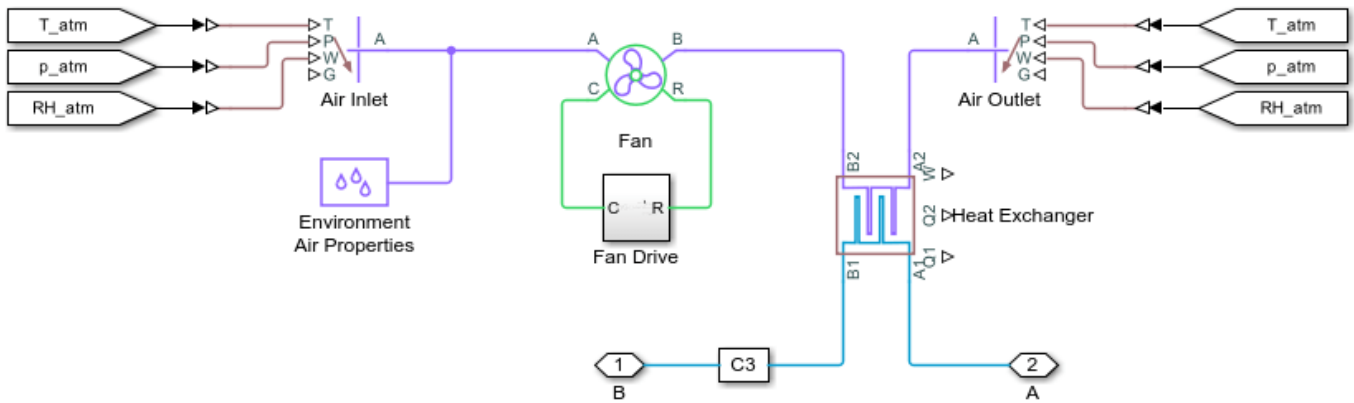 T_atm
p_atm
RH_atm
T
P
W
G
A
Air Inlet
Environment
Air Properties
A
B
C
R
Fan
C R
Fan Drive
A
T
P
W
G
Air Outlet
T_atm
p_atm
RH_atm
B2
A2
W
Q2
Heat Exchanger
B1
A1
Q1
1
B
C3
2
A